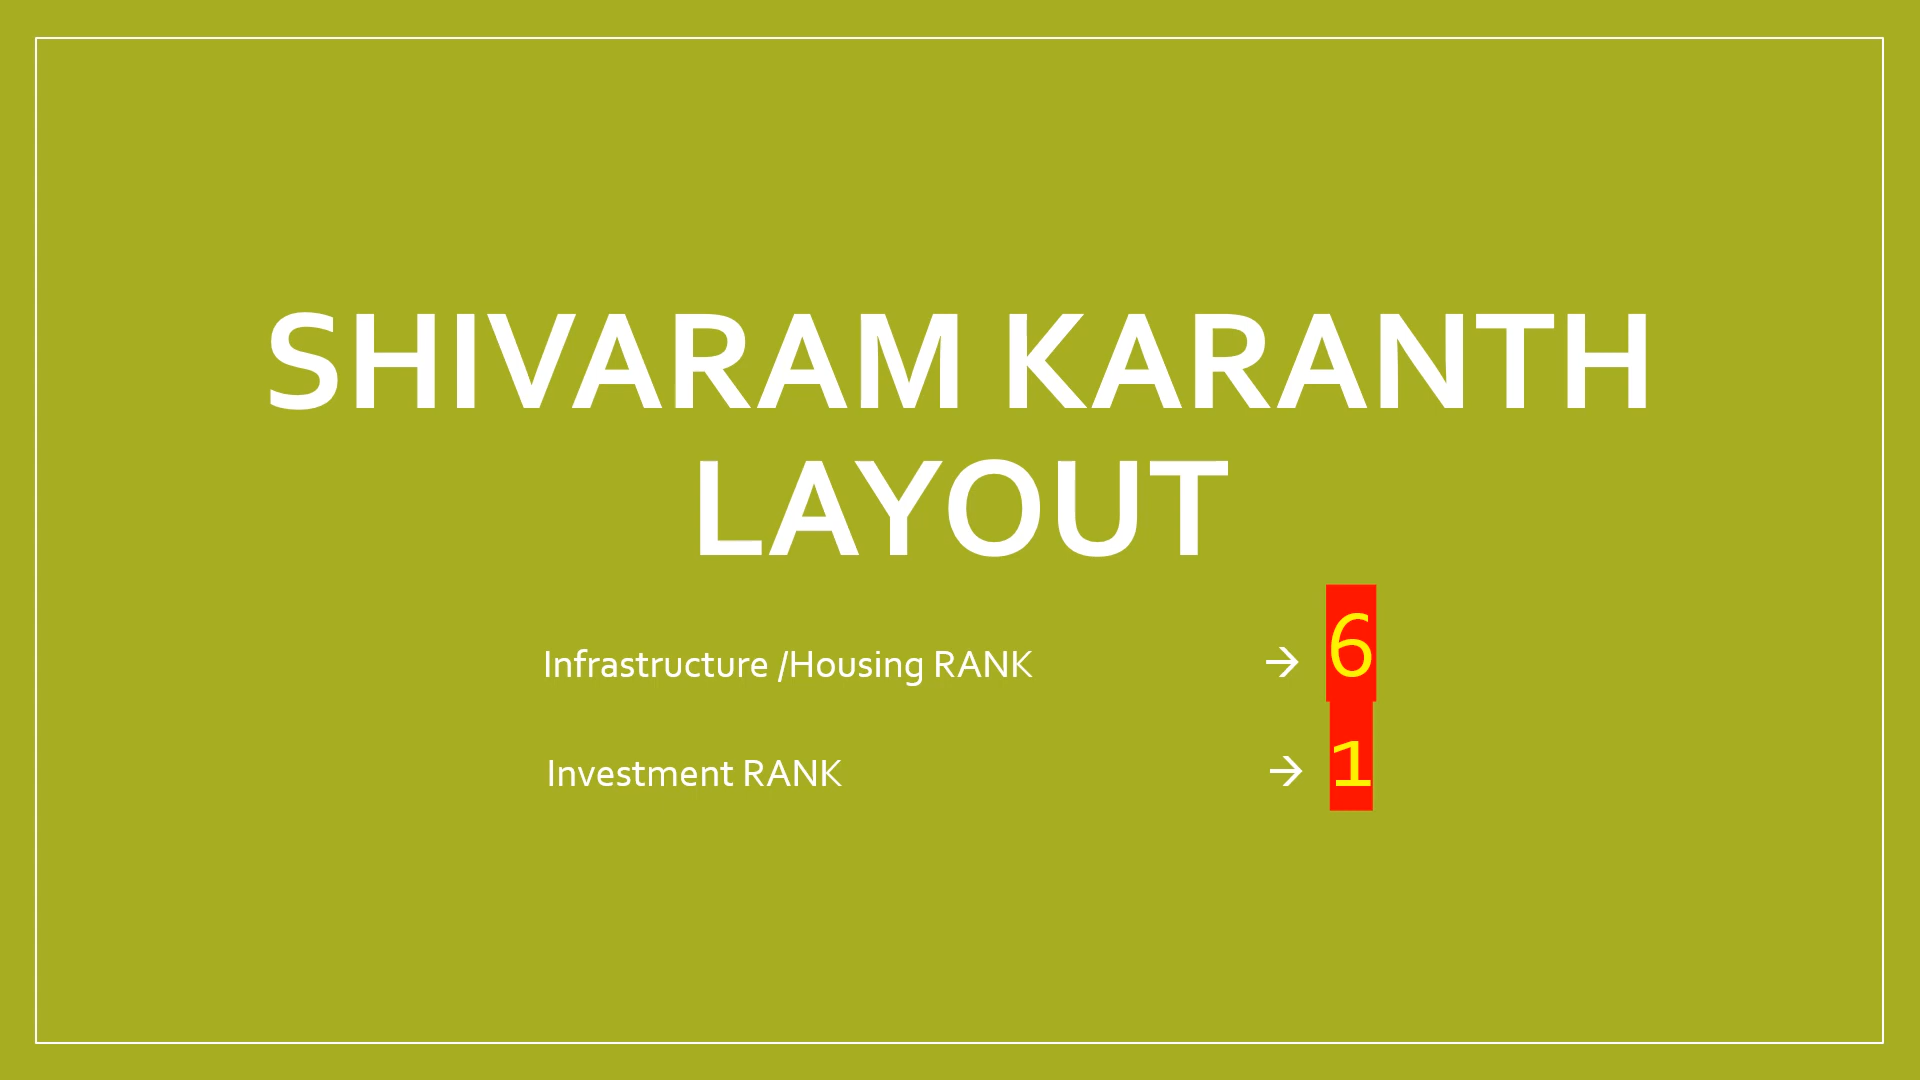 SHIVARAM KARANTH
LAYOUT
Infrastructure /Housing RANK → 6
Investment RANK → 1